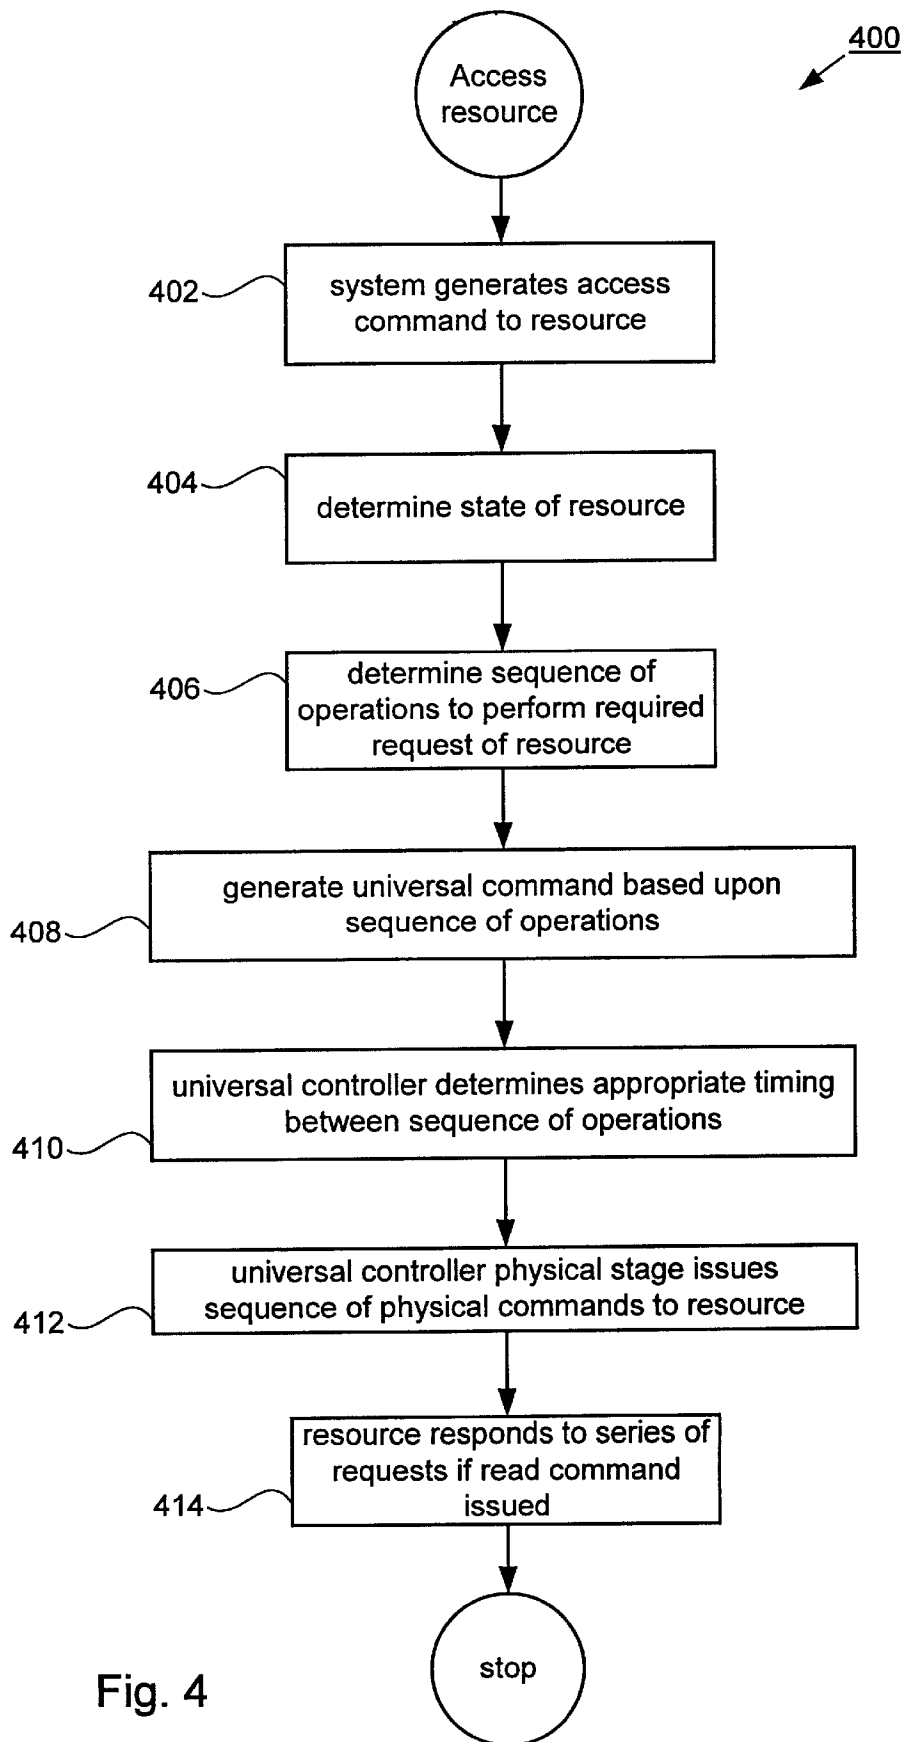 400
Access
resource
402
system generates access
command to resource
404
determine state of resource
406
determine sequence of
operations to perform required
request of resource
408
generate universal command based upon
sequence of operations
410
universal controller determines appropriate timing
between sequence of operations
412
universal controller physical stage issues
sequence of physical commands to resource
414
resource responds to series of
requests if read command
issued
stop
Fig. 4